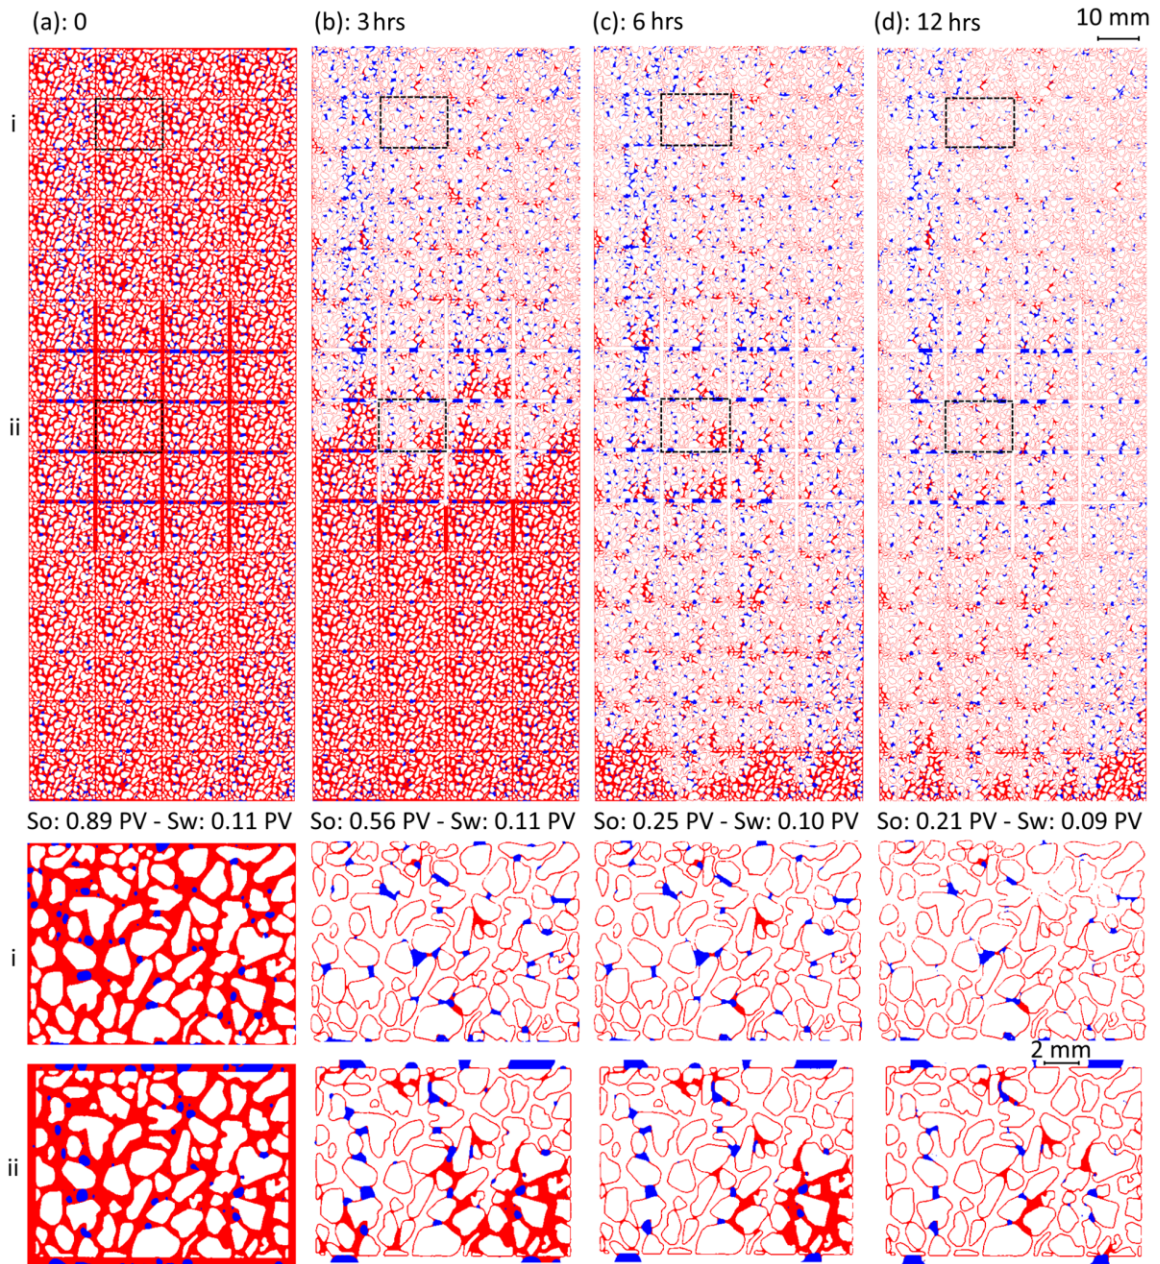 (a): 0
(b): 3 hrs
(c): 6 hrs
(d): 12 hrs
10 mm
i
ii
So: 0.89 PV - Sw: 0.11 PV
So: 0.56 PV - Sw: 0.11 PV
So: 0.25 PV - Sw: 0.10 PV
So: 0.21 PV - Sw: 0.09 PV
i
2 mm
ii